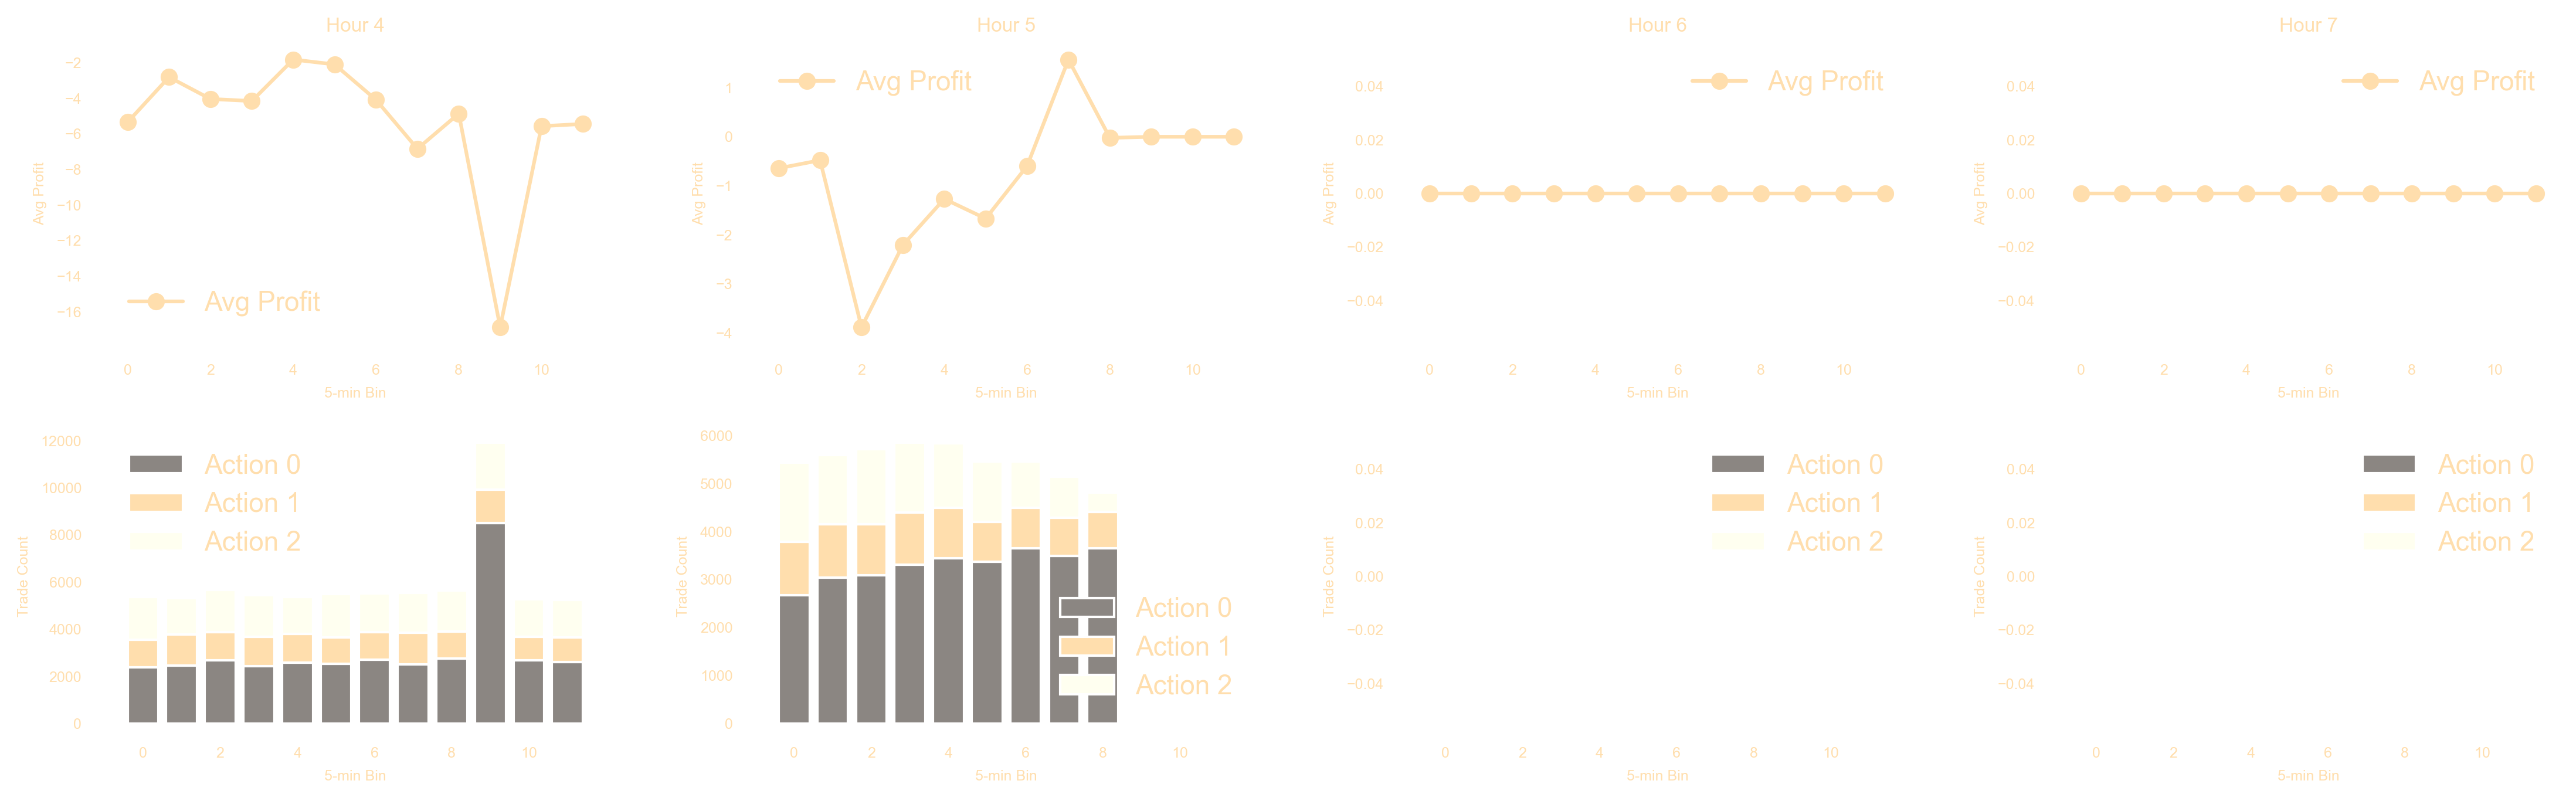 Hour 4
Avg Profit
−2
−4
−6
−8
−10
−12
−14
−16
Avg Profit
0 2 4 6 8 10
5-min Bin
Hour 5
Avg Profit
1
0
−1
−2
−3
−4
Avg Profit
0 2 4 6 8 10
5-min Bin
Hour 6
Avg Profit
0.04
0.02
0.00
−0.02
−0.04
Avg Profit
0 2 4 6 8 10
5-min Bin
Hour 7
Avg Profit
0.04
0.02
0.00
−0.02
−0.04
Avg Profit
0 2 4 6 8 10
5-min Bin
Trade Count
12000
10000
8000
6000
4000
2000
0
Action 0
Action 1
Action 2
0 2 4 6 8 10
5-min Bin
Trade Count
6000
5000
4000
3000
2000
1000
0
Action 0
Action 1
Action 2
0 2 4 6 8 10
5-min Bin
Trade Count
0.04
0.02
0.00
−0.02
−0.04
Action 0
Action 1
Action 2
0 2 4 6 8 10
5-min Bin
Trade Count
0.04
0.02
0.00
−0.02
−0.04
Action 0
Action 1
Action 2
0 2 4 6 8 10
5-min Bin